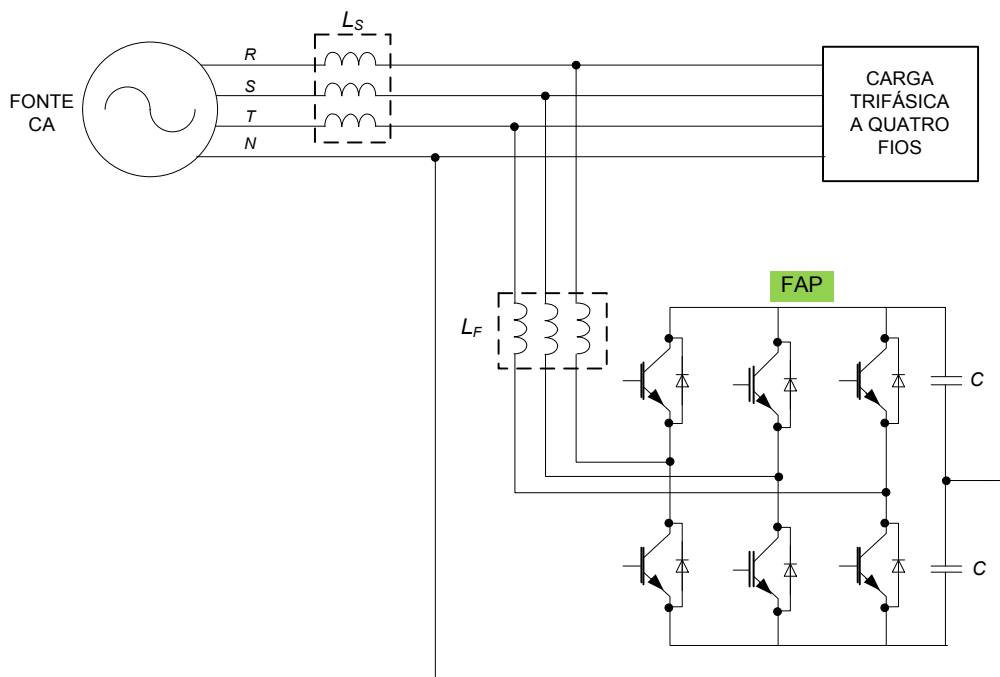 L_S
R
S
T
N
FONTE
CA
CARGA
TRIFÁSICA
A QUATRO
FIOS
FAP
L_F
C
C